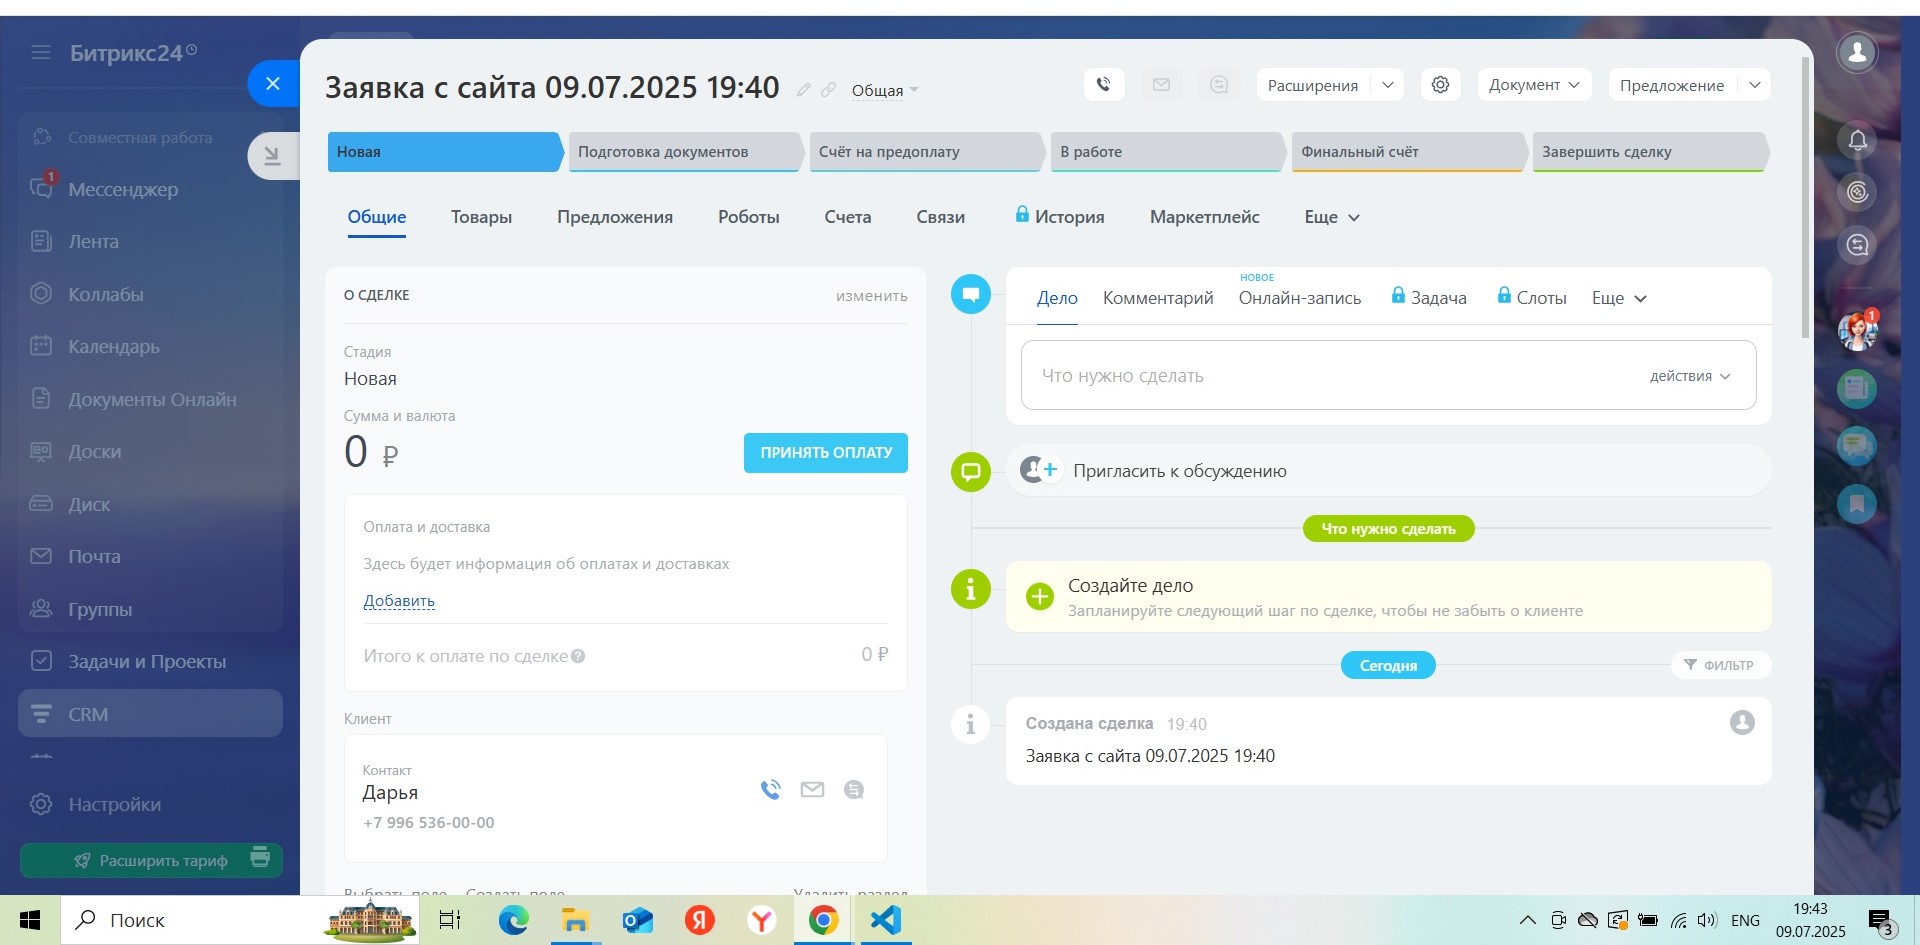 Битрикс24
Заявка с сайта 09.07.2025 19:40
Общая
Расширения
Документ
Предложение
Новая
Подготовка документов
Счёт на предоплату
В работе
Финальный счёт
Завершить сделку
Общие
Товары
Предложения
Роботы
Счета
Связи
История
Маркетплейс
Еще
Совместная работа
1
Мессенджер
Лента
Коллабы
Календарь
Документы Онлайн
Доски
Диск
Почта
Группы
Задачи и Проекты
CRM
Настройки
Расширить тариф
О СДЕЛКЕ
изменить
Стадия
Новая
Сумма и валюта
0 ₽
ПРИНЯТЬ ОПЛАТУ
Оплата и доставка
Здесь будет информация об оплатах и доставках
Добавить
Итого к оплате по сделке ?
0 ₽
Клиент
Контакт
Дарья
+7 996 536-00-00
Выбрать поле
Создать поле
Удалить раздел
НОВОЕ
Дело
Комментарий
Онлайн-запись
Задача
Слоты
Еще
Что нужно сделать
действия
Пригласить к обсуждению
Что нужно сделать
Создайте дело
Запланируйте следующий шаг по сделке, чтобы не забыть о клиенте
Сегодня
ФИЛЬТР
Создана сделка 19:40
Заявка с сайта 09.07.2025 19:40
1
Поиск
ENG
19:43
09.07.2025
3